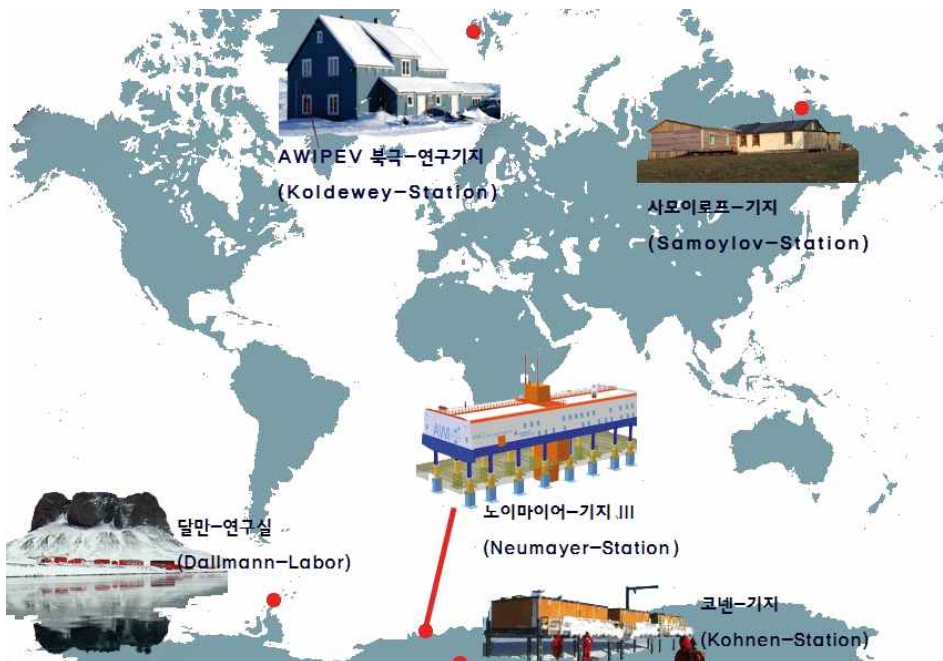 AWIPEV 북극-연구기지
(Koldewey-Station)
사모이로프-기지
(Samoylov-Station)
AWI
노이마이어-기지 III
(Neumayer-Station)
달만-연구실
(Dallmann-Labor)
코넨-기지
(Kohnen-Station)